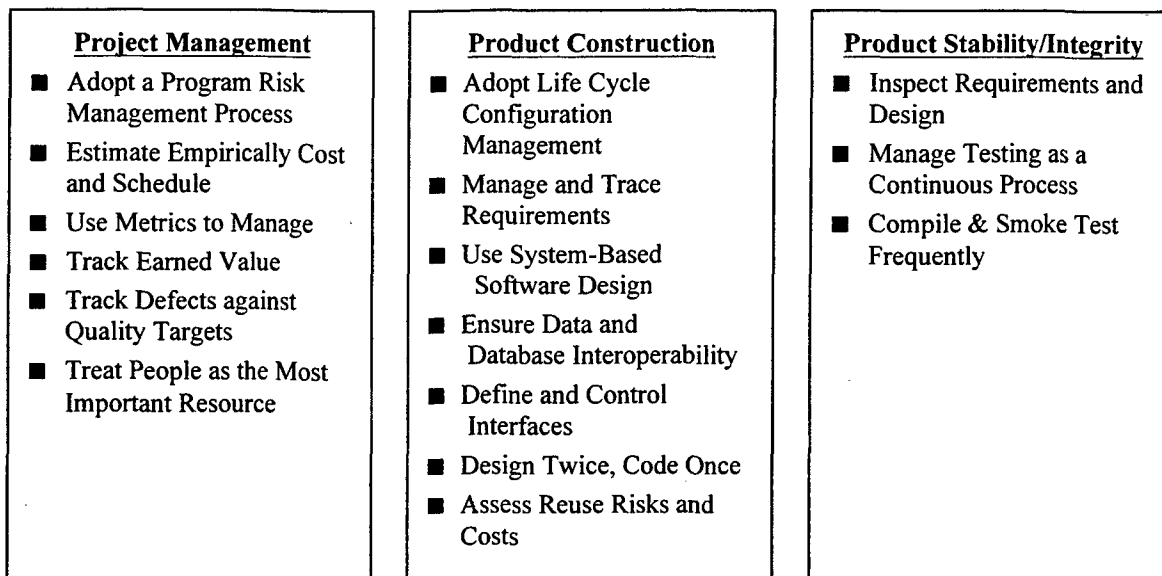 Project Management
■ Adopt a Program Risk
Management Process
■ Estimate Empirically Cost
and Schedule
■ Use Metrics to Manage
■ Track Earned Value
■ Track Defects against
Quality Targets
■ Treat People as the Most
Important Resource
Product Construction
■ Adopt Life Cycle
Configuration
Management
■ Manage and Trace
Requirements
■ Use System-Based
Software Design
■ Ensure Data and
Database Interoperability
■ Define and Control
Interfaces
■ Design Twice, Code Once
■ Assess Reuse Risks and
Costs
Product Stability/Integrity
■ Inspect Requirements and
Design
■ Manage Testing as a
Continuous Process
■ Compile & Smoke Test
Frequently